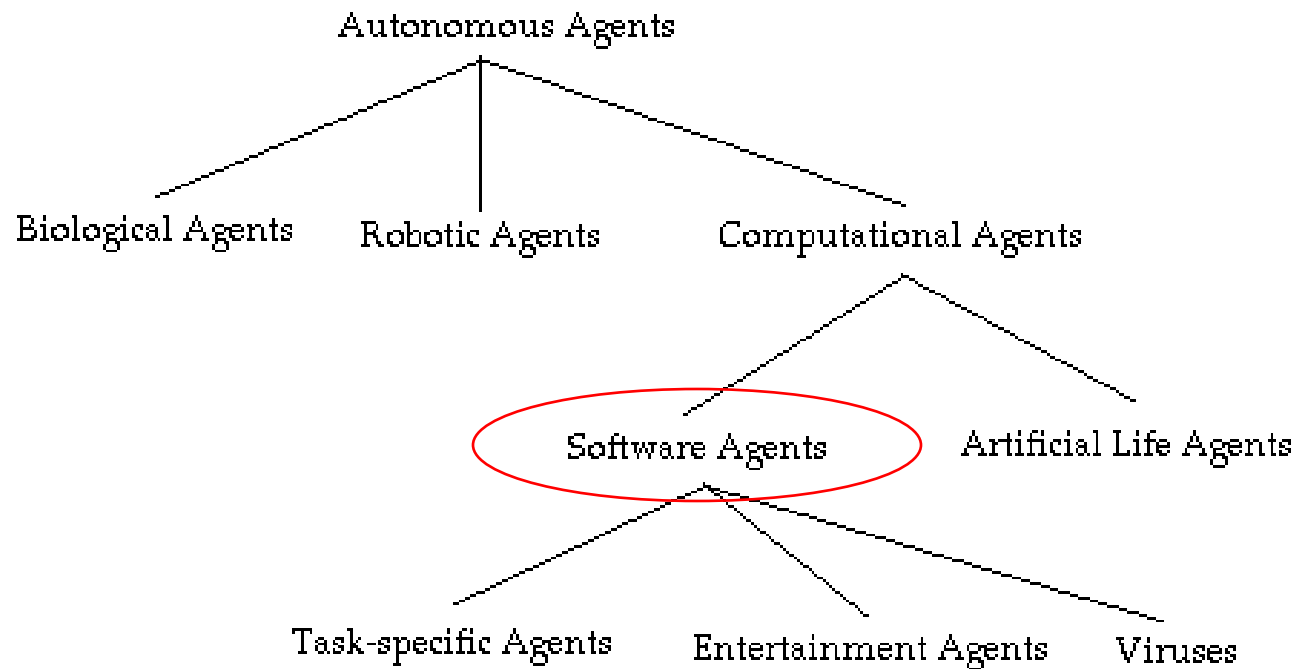 Autonomous Agents
Biological Agents
Robotic Agents
Computational Agents
Software Agents
Artificial Life Agents
Task-specific Agents
Entertainment Agents
Viruses